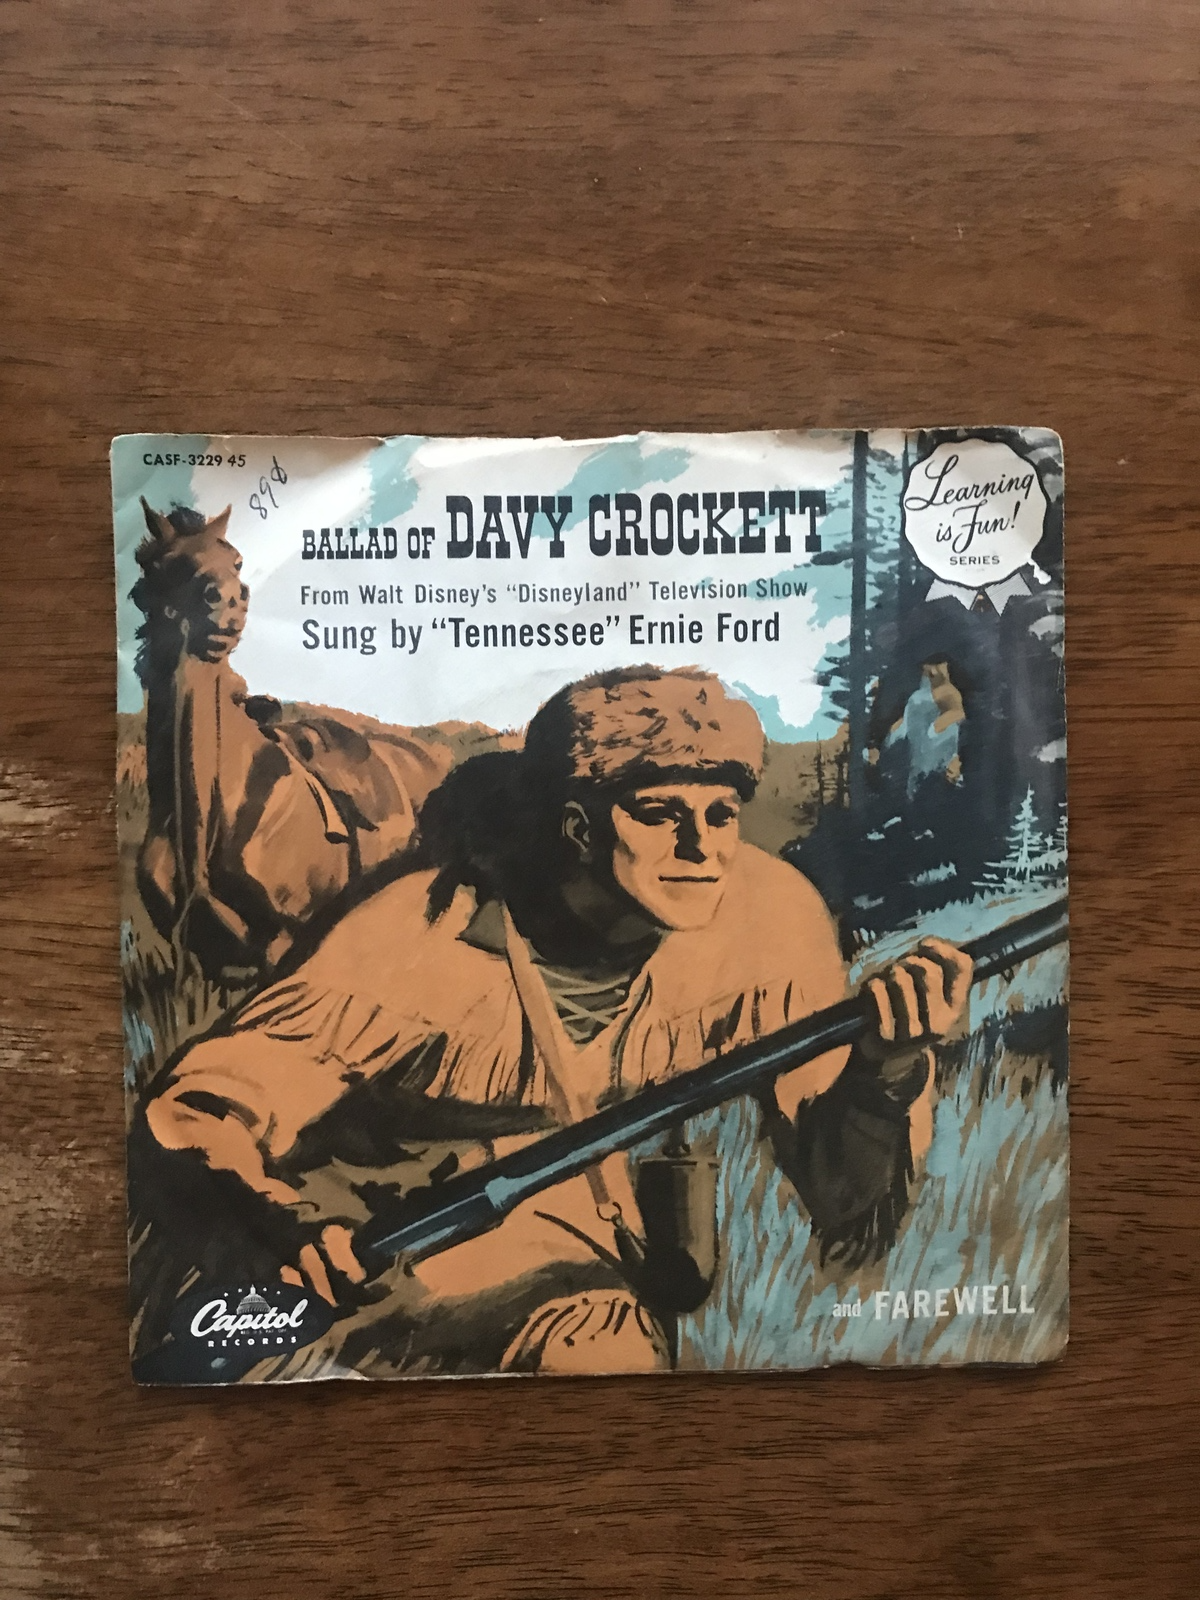 CASF-3229 45
89¢
BALLAD OF DAVY CROCKETT
From Walt Disney's "Disneyland" Television Show
Sung by "Tennessee" Ernie Ford
Learning
is Fun!
SERIES
and FAREWELL
Capitol
RECORDS